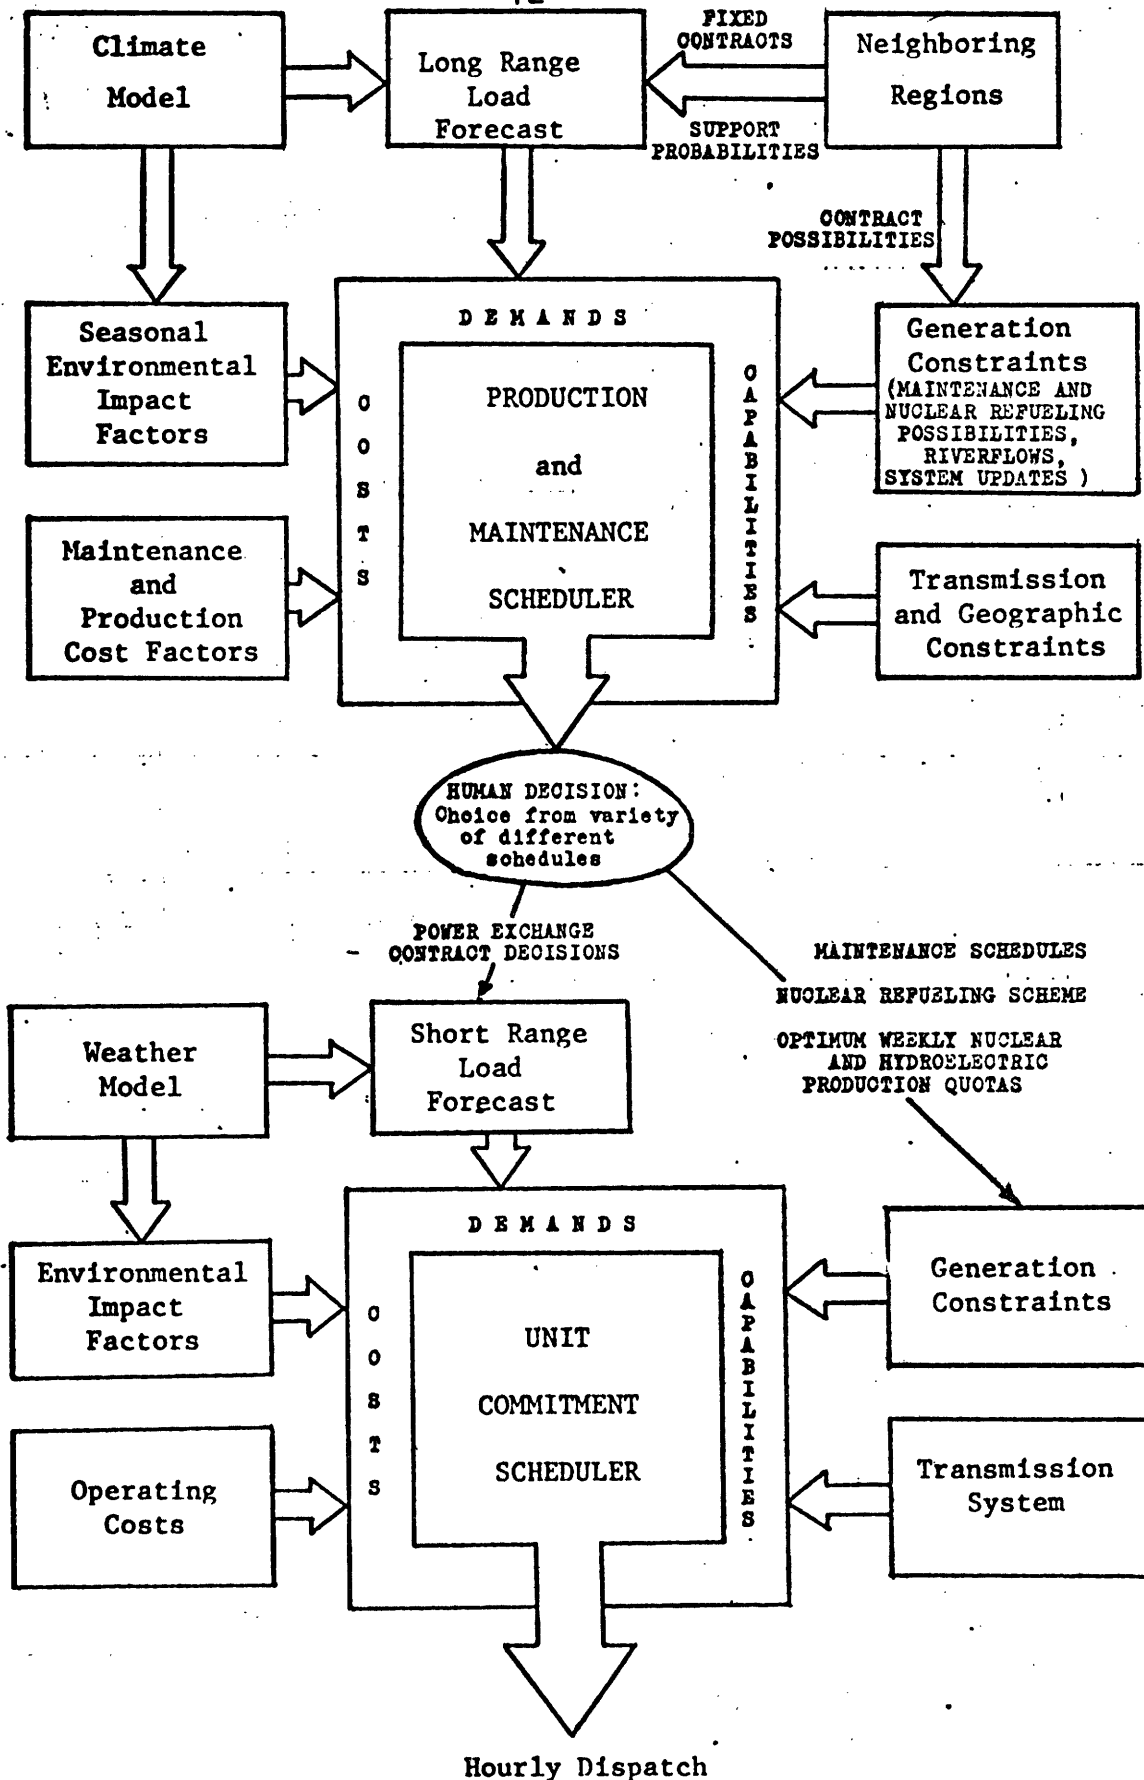 Climate
Model
Long Range
Load
Forecast
FIXED
CONTRACTS
SUPPORT
PROBABILITIES
Neighboring
Regions
CONTRACT
POSSIBILITIES
Seasonal
Environmental
Impact
Factors
Maintenance
and
Production
Cost Factors
DEMANDS
COSTS
CAPABILITIES
PRODUCTION
and
MAINTENANCE
SCHEDULER
Generation
Constraints
(MAINTENANCE AND
NUCLEAR REFUELING
POSSIBILITIES,
RIVERFLOWS,
SYSTEM UPDATES )
Transmission
and Geographic
Constraints
HUMAN DECISION:
Choice from variety
of different
schedules
POWER EXCHANGE
CONTRACT DECISIONS
MAINTENANCE SCHEDULES
NUCLEAR REFUELING SCHEME
OPTIMUM WEEKLY NUCLEAR
AND HYDROELECTRIC
PRODUCTION QUOTAS
Weather
Model
Short Range
Load
Forecast
Environmental
Impact
Factors
Operating
Costs
DEMANDS
COSTS
CAPABILITIES
UNIT
COMMITMENT
SCHEDULER
Generation
Constraints
Transmission
System
Hourly Dispatch